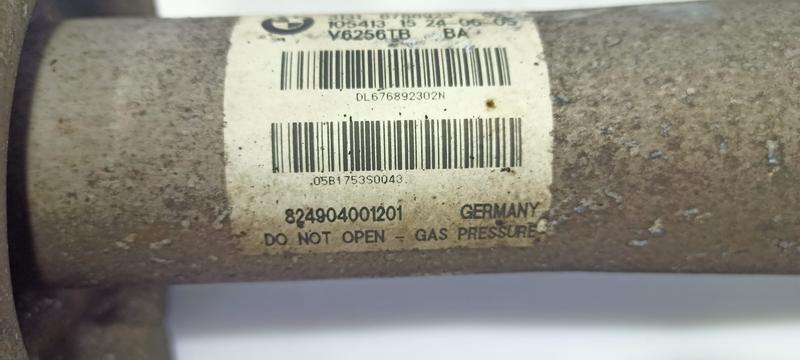 105413 15 24-06-05
V6256TB BA
DL676892302N
05B1753S0043
824904001201 GERMANY
DO NOT OPEN - GAS PRESSURE